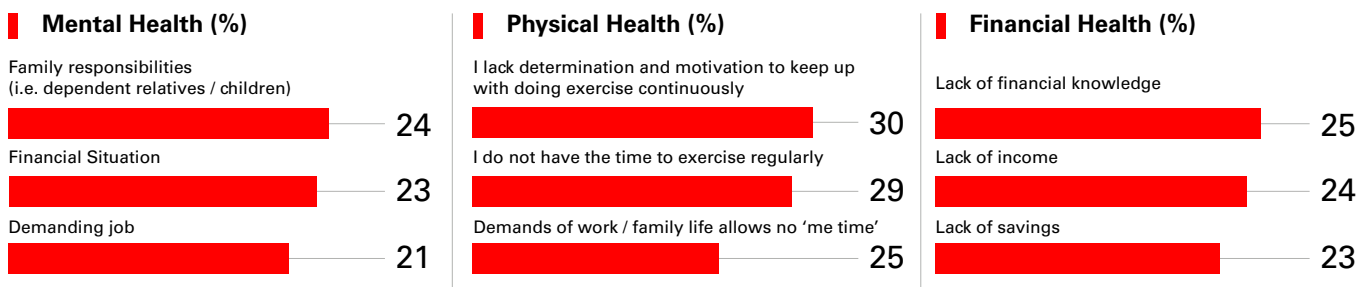 Mental Health (%)
Family responsibilities
(i.e. dependent relatives / children)
24
Financial Situation
23
Demanding job
21
Physical Health (%)
I lack determination and motivation to keep up
with doing exercise continuously
30
I do not have the time to exercise regularly
29
Demands of work / family life allows no ‘me time’
25
Financial Health (%)
Lack of financial knowledge
25
Lack of income
24
Lack of savings
23